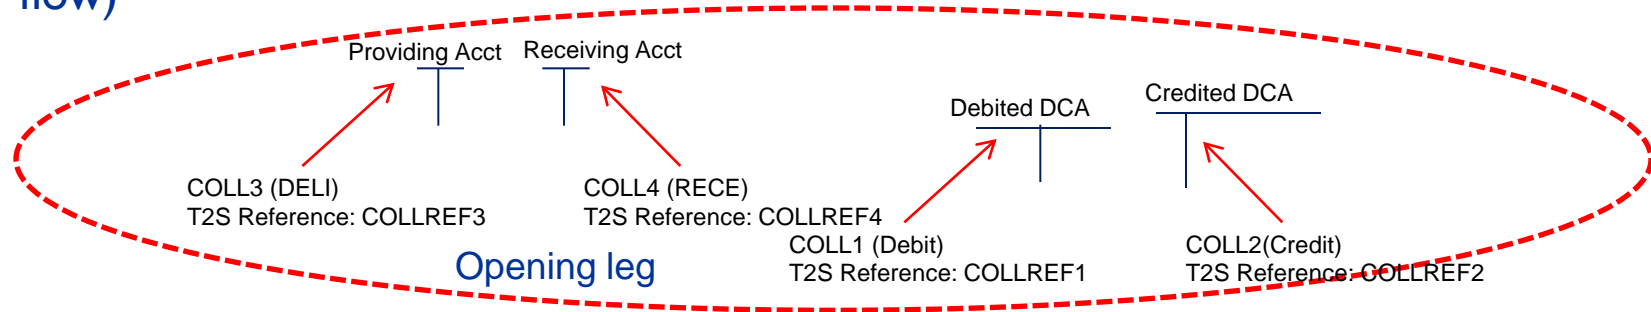 flow)
Providing Acct
Receiving Acct
Debited DCA
Credited DCA
COLL3 (DELI)
T2S Reference: COLLREF3
COLL4 (RECE)
T2S Reference: COLLREF4
COLL1 (Debit)
T2S Reference: COLLREF1
COLL2(Credit)
T2S Reference: COLLREF2
Opening leg